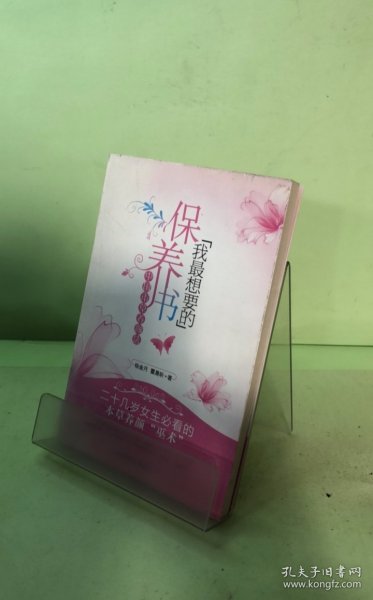 「我最想要的」
保养书
二十几岁女生必看的
本草养颜“巫术”
孔夫子旧书网
www.kongfz.com